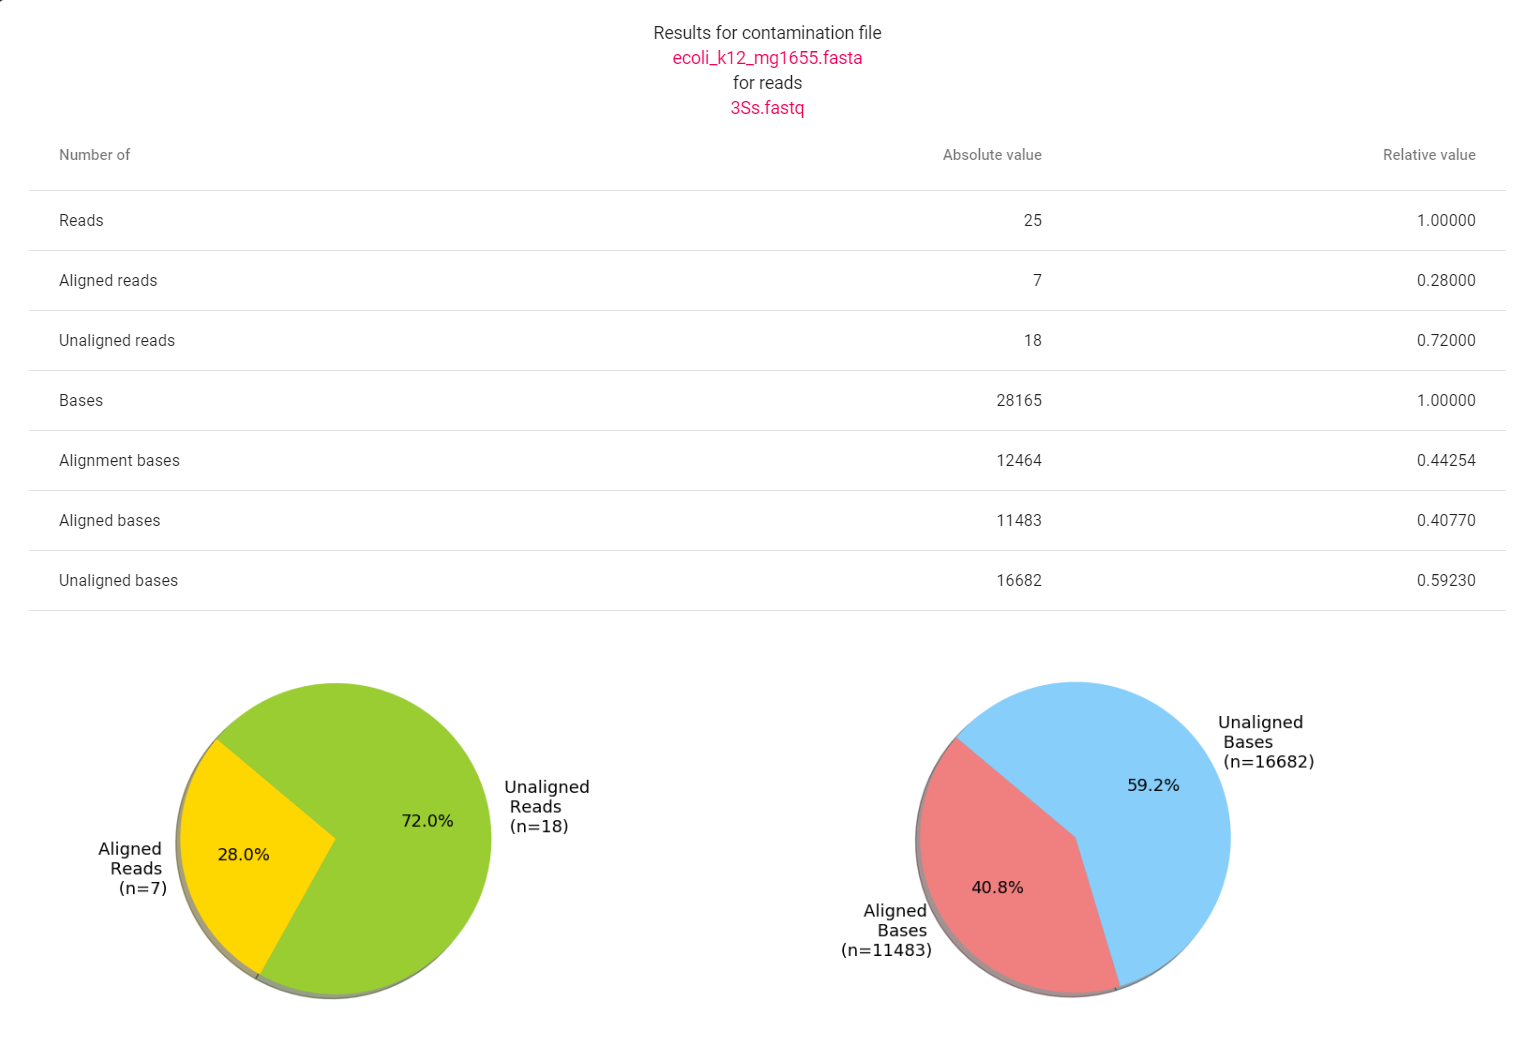 Results for contamination file
ecoli_k12_mg1655.fasta
for reads
3Ss.fastq
Number of Absolute value Relative value
Reads 25 1.00000
Aligned reads 7 0.28000
Unaligned reads 18 0.72000
Bases 28165 1.00000
Alignment bases 12464 0.44254
Aligned bases 11483 0.40770
Unaligned bases 16682 0.59230
Unaligned
Reads
(n=18)
72.0%
Aligned
Reads
(n=7)
28.0%
Unaligned
Bases
(n=16682)
59.2%
40.8%
Aligned
Bases
(n=11483)